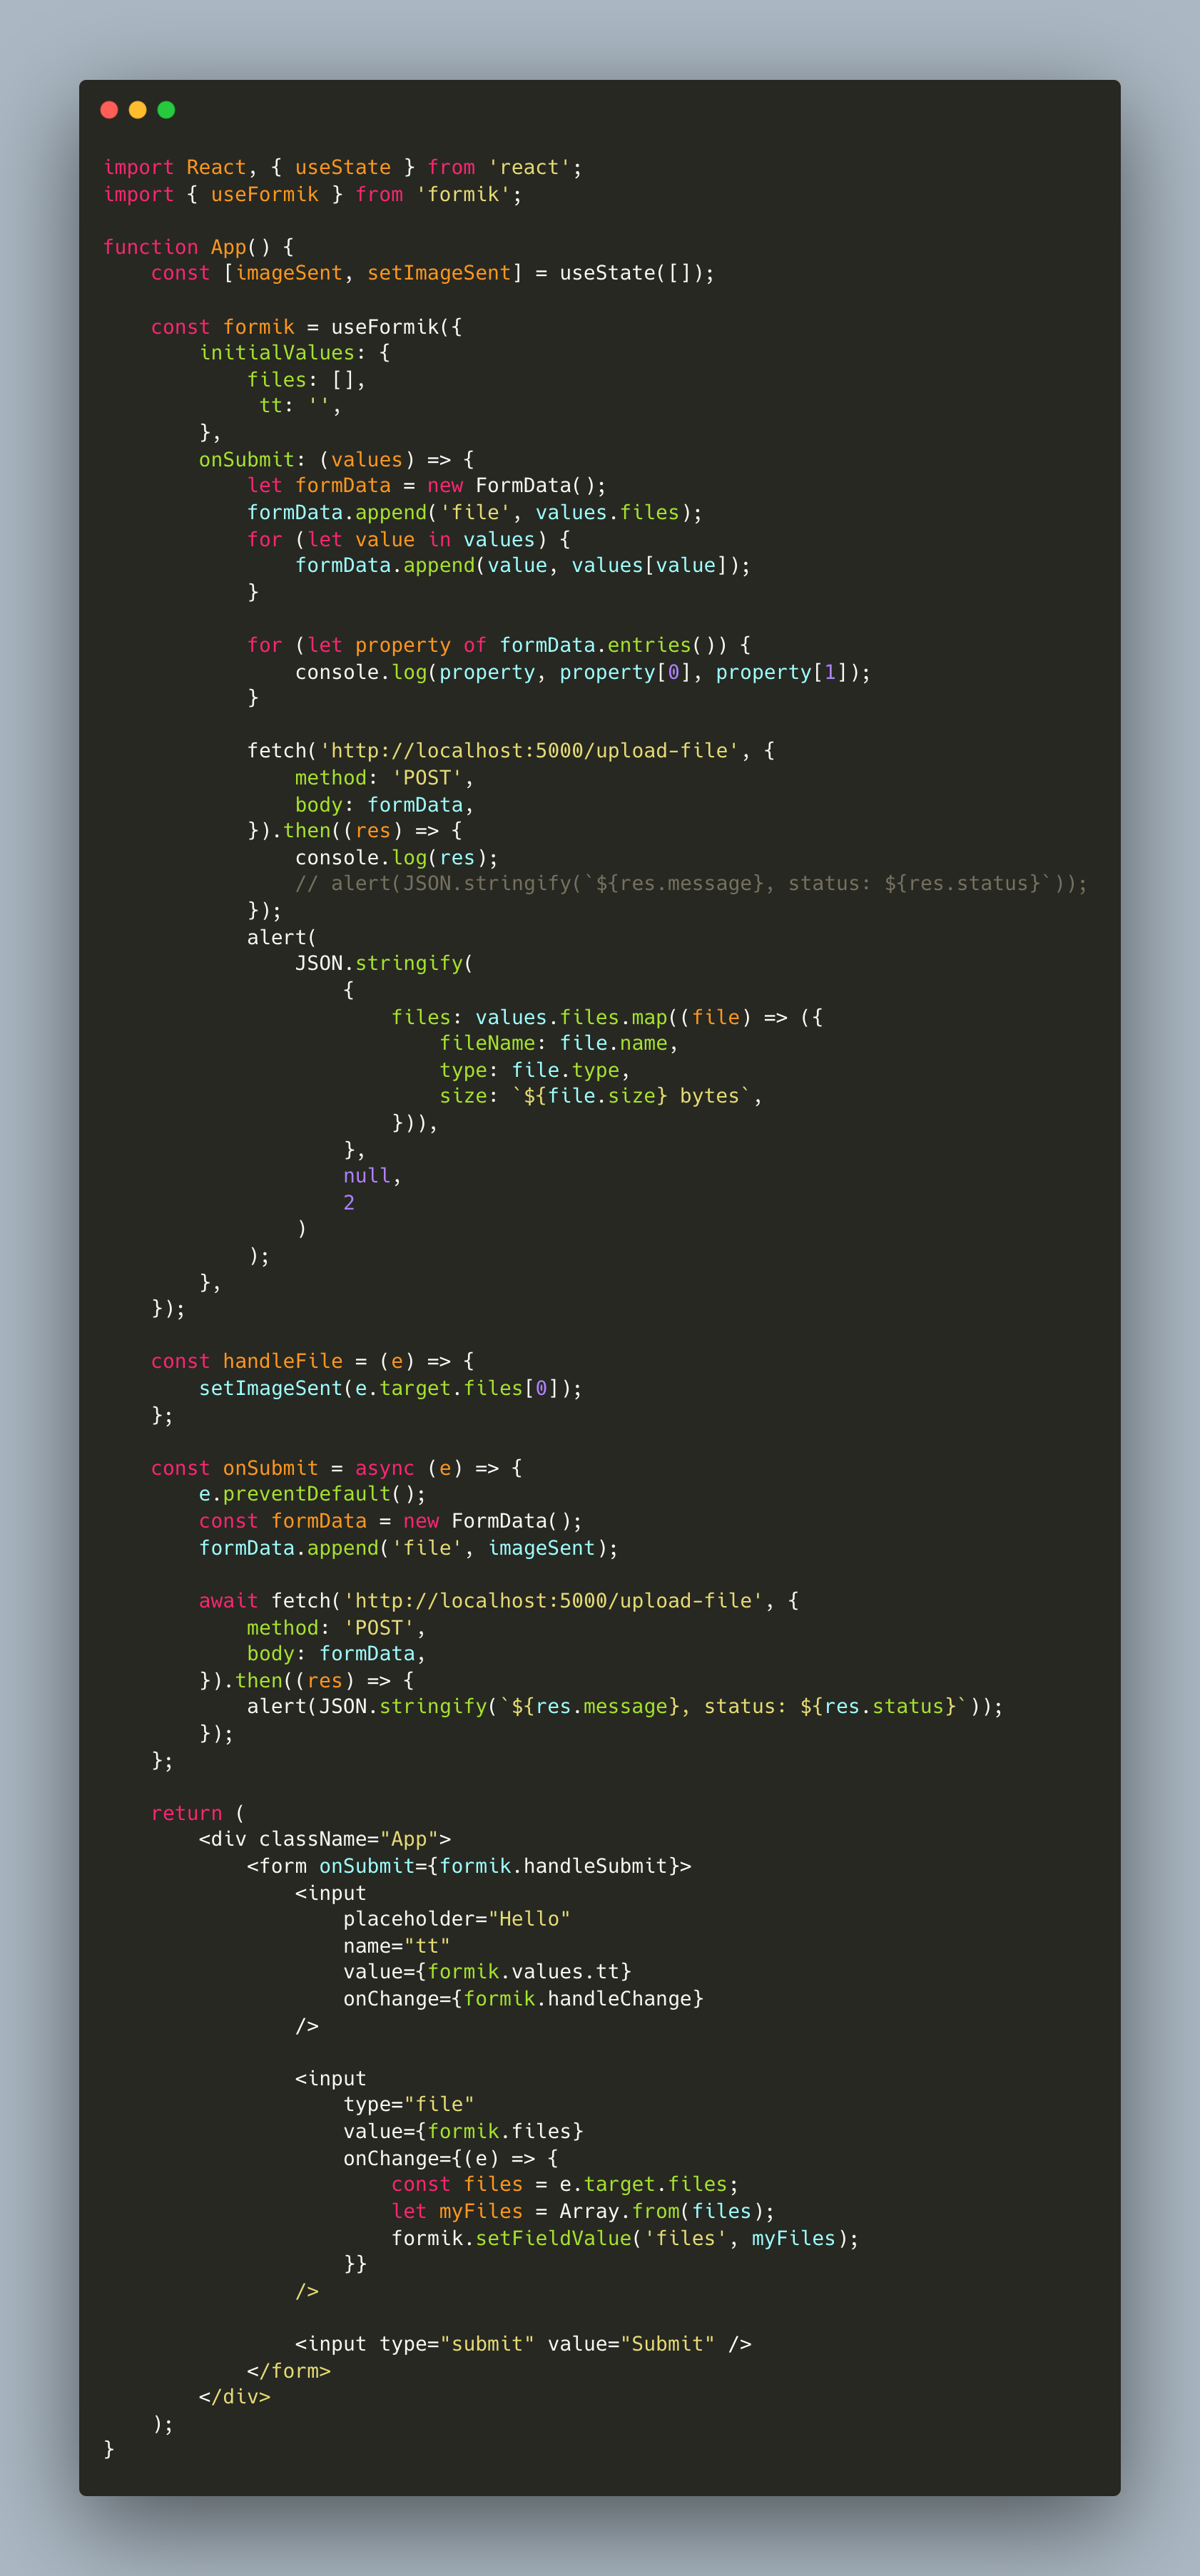 import React, { useState } from 'react';
import { useFormik } from 'formik';

function App() {
    const [imageSent, setImageSent] = useState([]);

    const formik = useFormik({
        initialValues: {
            files: [],
             tt: '',
        },
        onSubmit: (values) => {
            let formData = new FormData();
            formData.append('file', values.files);
            for (let value in values) {
                formData.append(value, values[value]);
            }

            for (let property of formData.entries()) {
                console.log(property, property[0], property[1]);
            }

            fetch('http://localhost:5000/upload-file', {
                method: 'POST',
                body: formData,
            }).then((res) => {
                console.log(res);
                // alert(JSON.stringify(`${res.message}, status: ${res.status}`));
            });
            alert(
                JSON.stringify(
                    {
                        files: values.files.map((file) => ({
                            fileName: file.name,
                            type: file.type,
                            size: `${file.size} bytes`,
                        })),
                    },
                    null,
                    2
                )
            );
        },
    });

    const handleFile = (e) => {
        setImageSent(e.target.files[0]);
    };

    const onSubmit = async (e) => {
        e.preventDefault();
        const formData = new FormData();
        formData.append('file', imageSent);

        await fetch('http://localhost:5000/upload-file', {
            method: 'POST',
            body: formData,
        }).then((res) => {
            alert(JSON.stringify(`${res.message}, status: ${res.status}`));
        });
    };

    return (
        <div className="App">
            <form onSubmit={formik.handleSubmit}>
                <input
                    placeholder="Hello"
                    name="tt"
                    value={formik.values.tt}
                    onChange={formik.handleChange}
                />

                <input
                    type="file"
                    value={formik.files}
                    onChange={(e) => {
                        const files = e.target.files;
                        let myFiles = Array.from(files);
                        formik.setFieldValue('files', myFiles);
                    }}
                />

                <input type="submit" value="Submit" />
            </form>
        </div>
    );
}